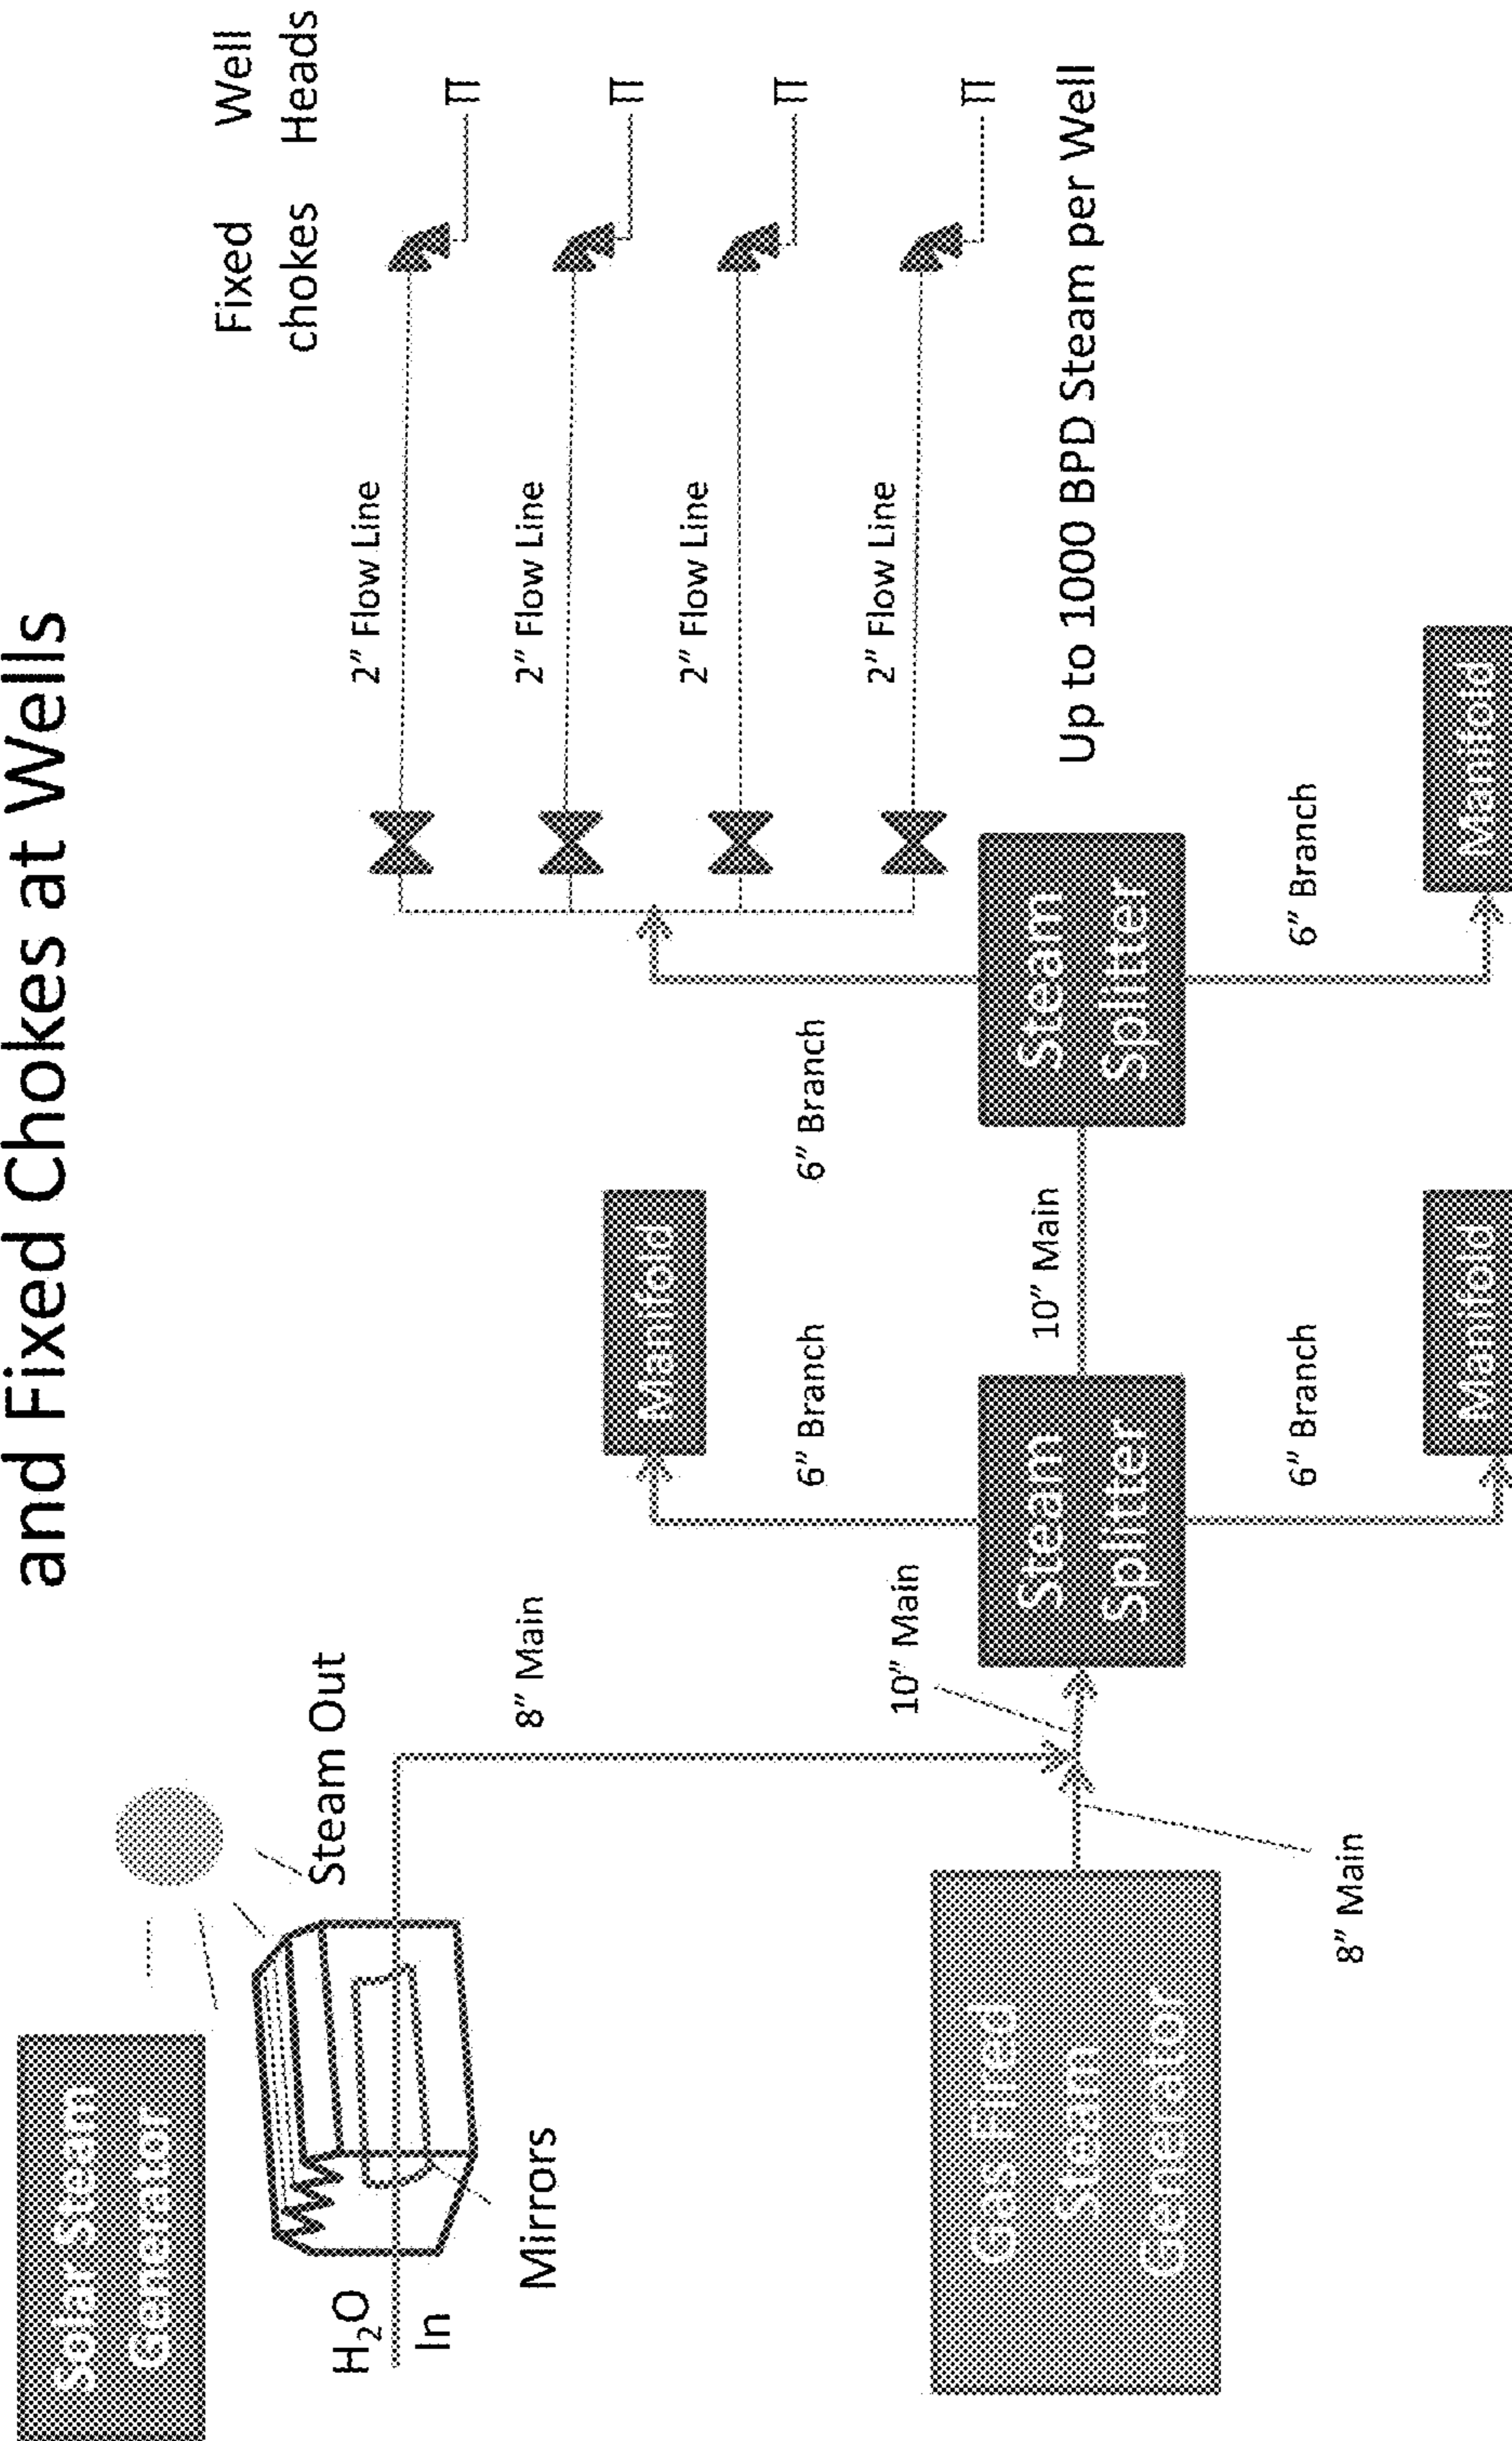 and Fixed Chokes at Wells
Solar Steam
Generator
Steam Out
H₂O
In
Mirrors
8” Main
Gas Fired
Steam
Generator
8” Main
10” Main
Steam
Splitter
6” Branch
Manifold
6” Branch
Manifold
10” Main
Steam
Splitter
6” Branch
6” Branch
Manifold
2” Flow Line
2” Flow Line
2” Flow Line
2” Flow Line
Fixed
chokes
Well
Heads
Up to 1000 BPD Steam per Well